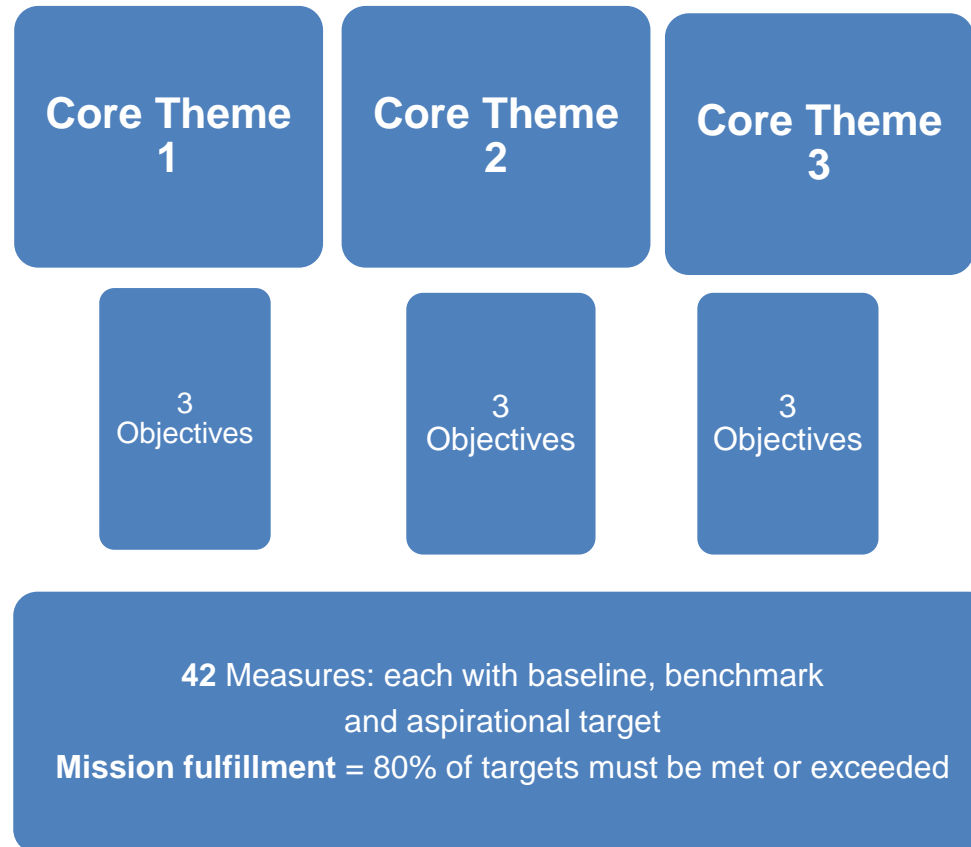 Core Theme
1
Core Theme
2
Core Theme
3
3
Objectives
3
Objectives
3
Objectives
42 Measures: each with baseline, benchmark
and aspirational target
Mission fulfillment = 80% of targets must be met or exceeded